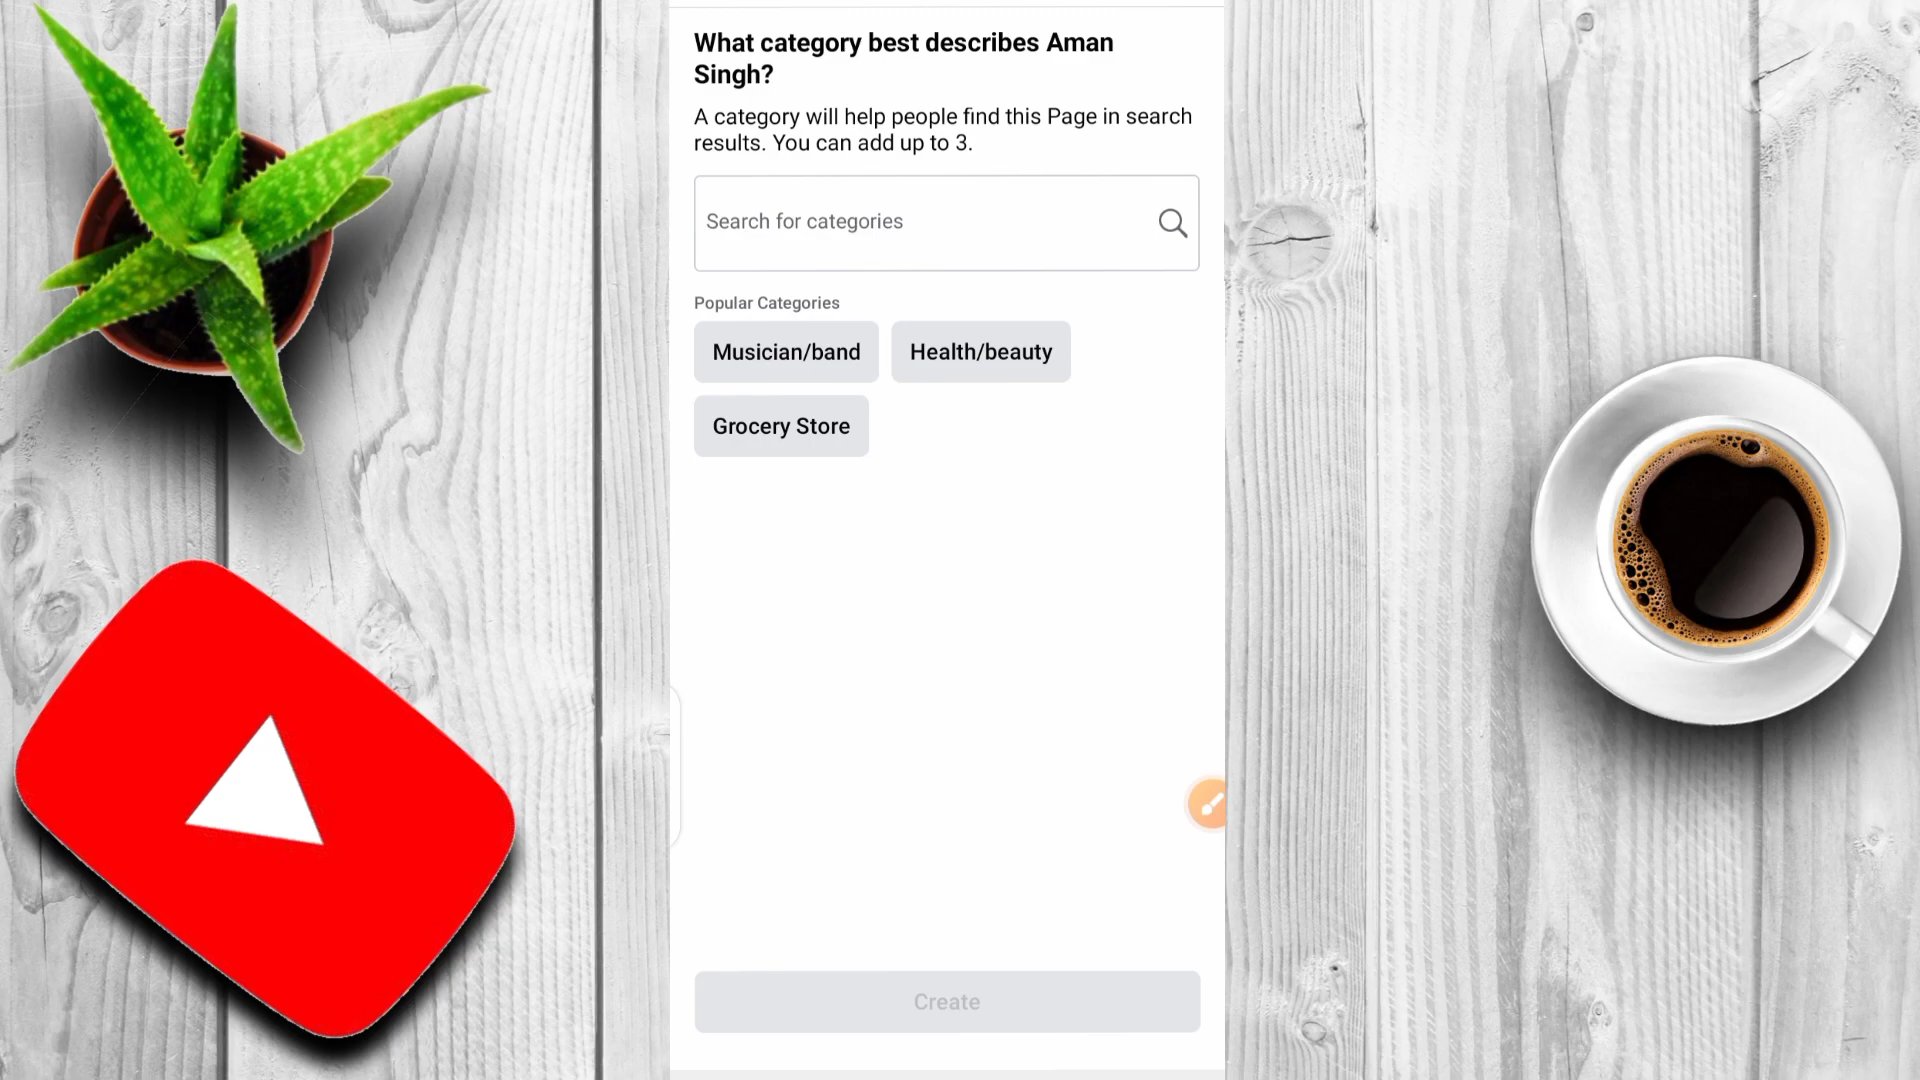 What category best describes Aman
Singh?
A category will help people find this Page in search
results. You can add up to 3.
Search for categories
Popular Categories
Musician/band
Health/beauty
Grocery Store
Create